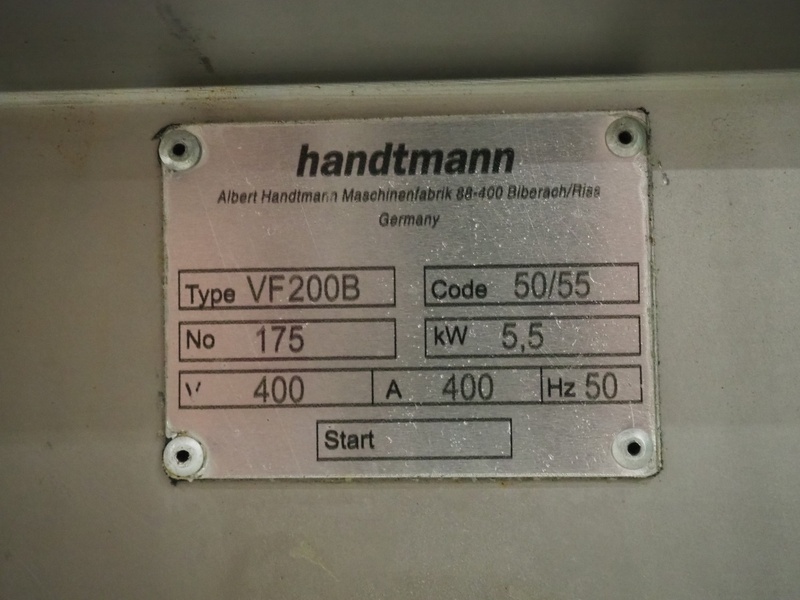 handtmann
Albert Handtmann Maschinenfabrik 88-400 Biberach/Riss
Germany
Type VF200B Code 50/55
No 175 kW 5,5
V 400 A 400 Hz 50
Start